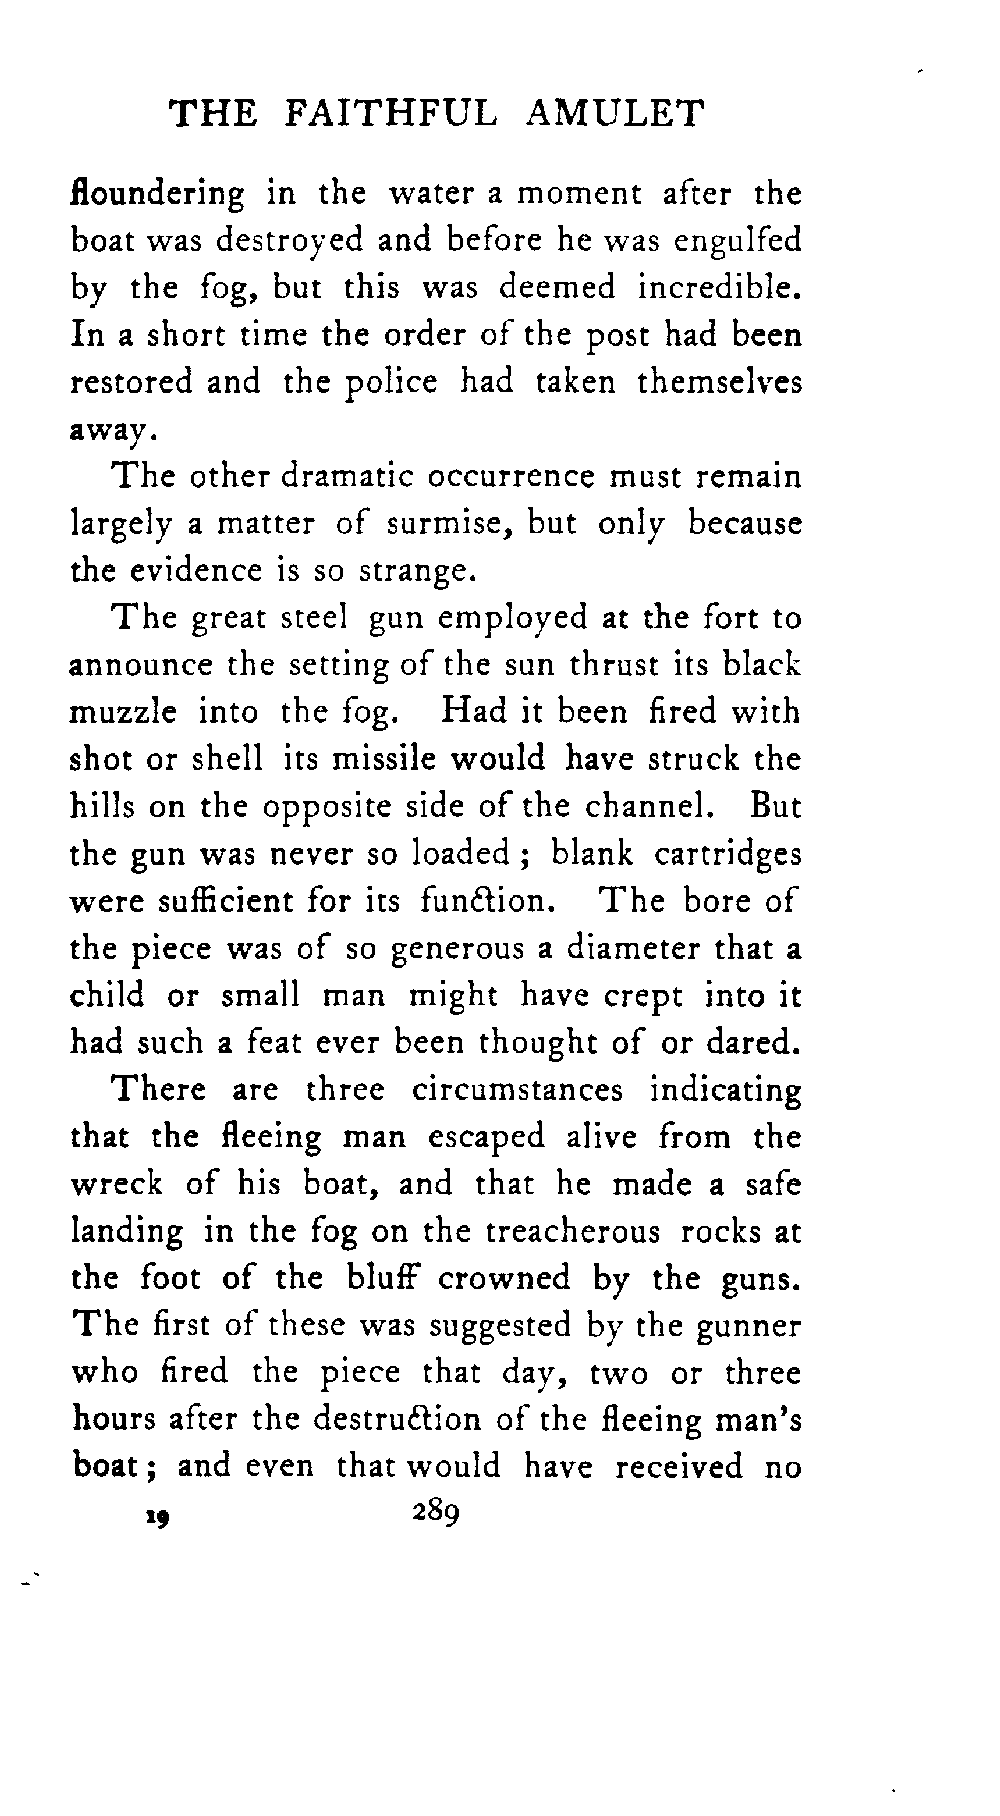 THE FAITHFUL AMULET
floundering in the water a moment after the
boat was destroyed and before he was engulfed
by the fog, but this was deemed incredible.
In a short time the order of the post had been
restored and the police had taken themselves
away.
The other dramatic occurrence must remain
largely a matter of surmise, but only because
the evidence is so strange.
The great steel gun employed at the fort to
announce the setting of the sun thrust its black
muzzle into the fog. Had it been fired with
shot or shell its missile would have struck the
hills on the opposite side of the channel. But
the gun was never so loaded ; blank cartridges
were sufficient for its function. The bore of
the piece was of so generous a diameter that a
child or small man might have crept into it
had such a feat ever been thought of or dared.
There are three circumstances indicating
that the fleeing man escaped alive from the
wreck of his boat, and that he made a safe
landing in the fog on the treacherous rocks at
the foot of the bluff crowned by the guns.
The first of these was suggested by the gunner
who fired the piece that day, two or three
hours after the destruction of the fleeing man's
boat ; and even that would have received no
19 289